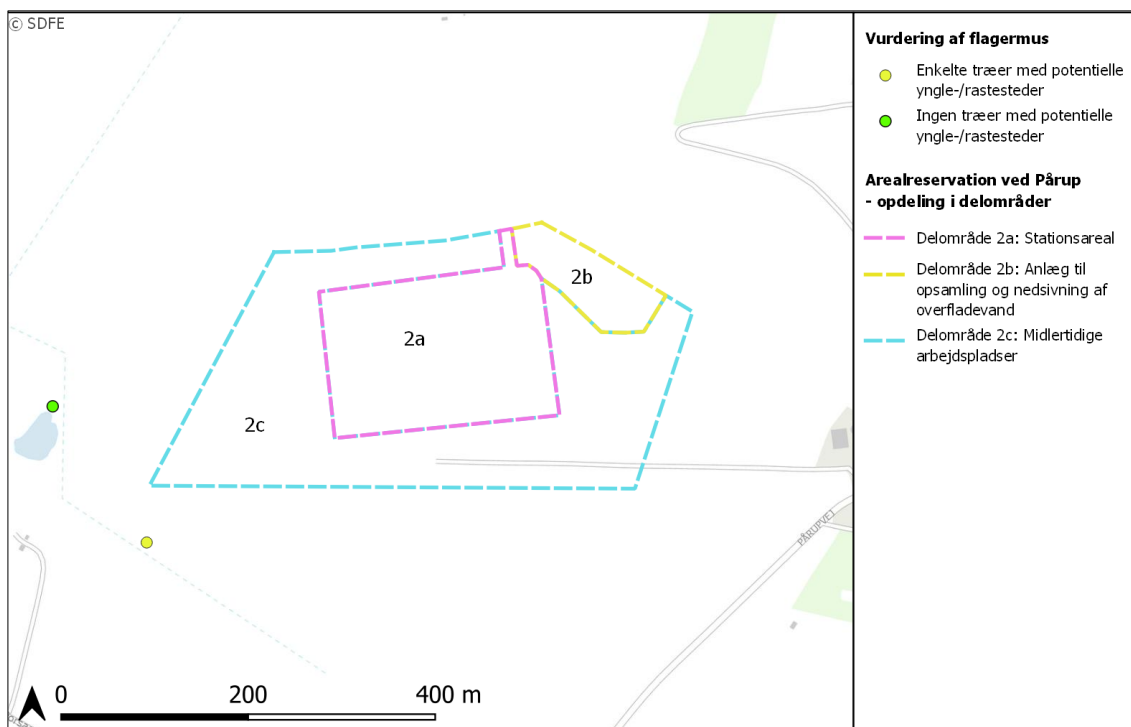 © SDFE
2a
2b
2c
PÅRUPVEJ
0 200 400 m
Vurdering af flagermus
Enkelte træer med potentielle
yngle-/rastesteder
Ingen træer med potentielle
yngle-/rastesteder
Arealreservation ved Pårup
- opdeling i delområder
Delområde 2a: Stationsareal
Delområde 2b: Anlæg til
opsamling og nedsivning af
overfladevand
Delområde 2c: Midlertidige
arbejdspladser